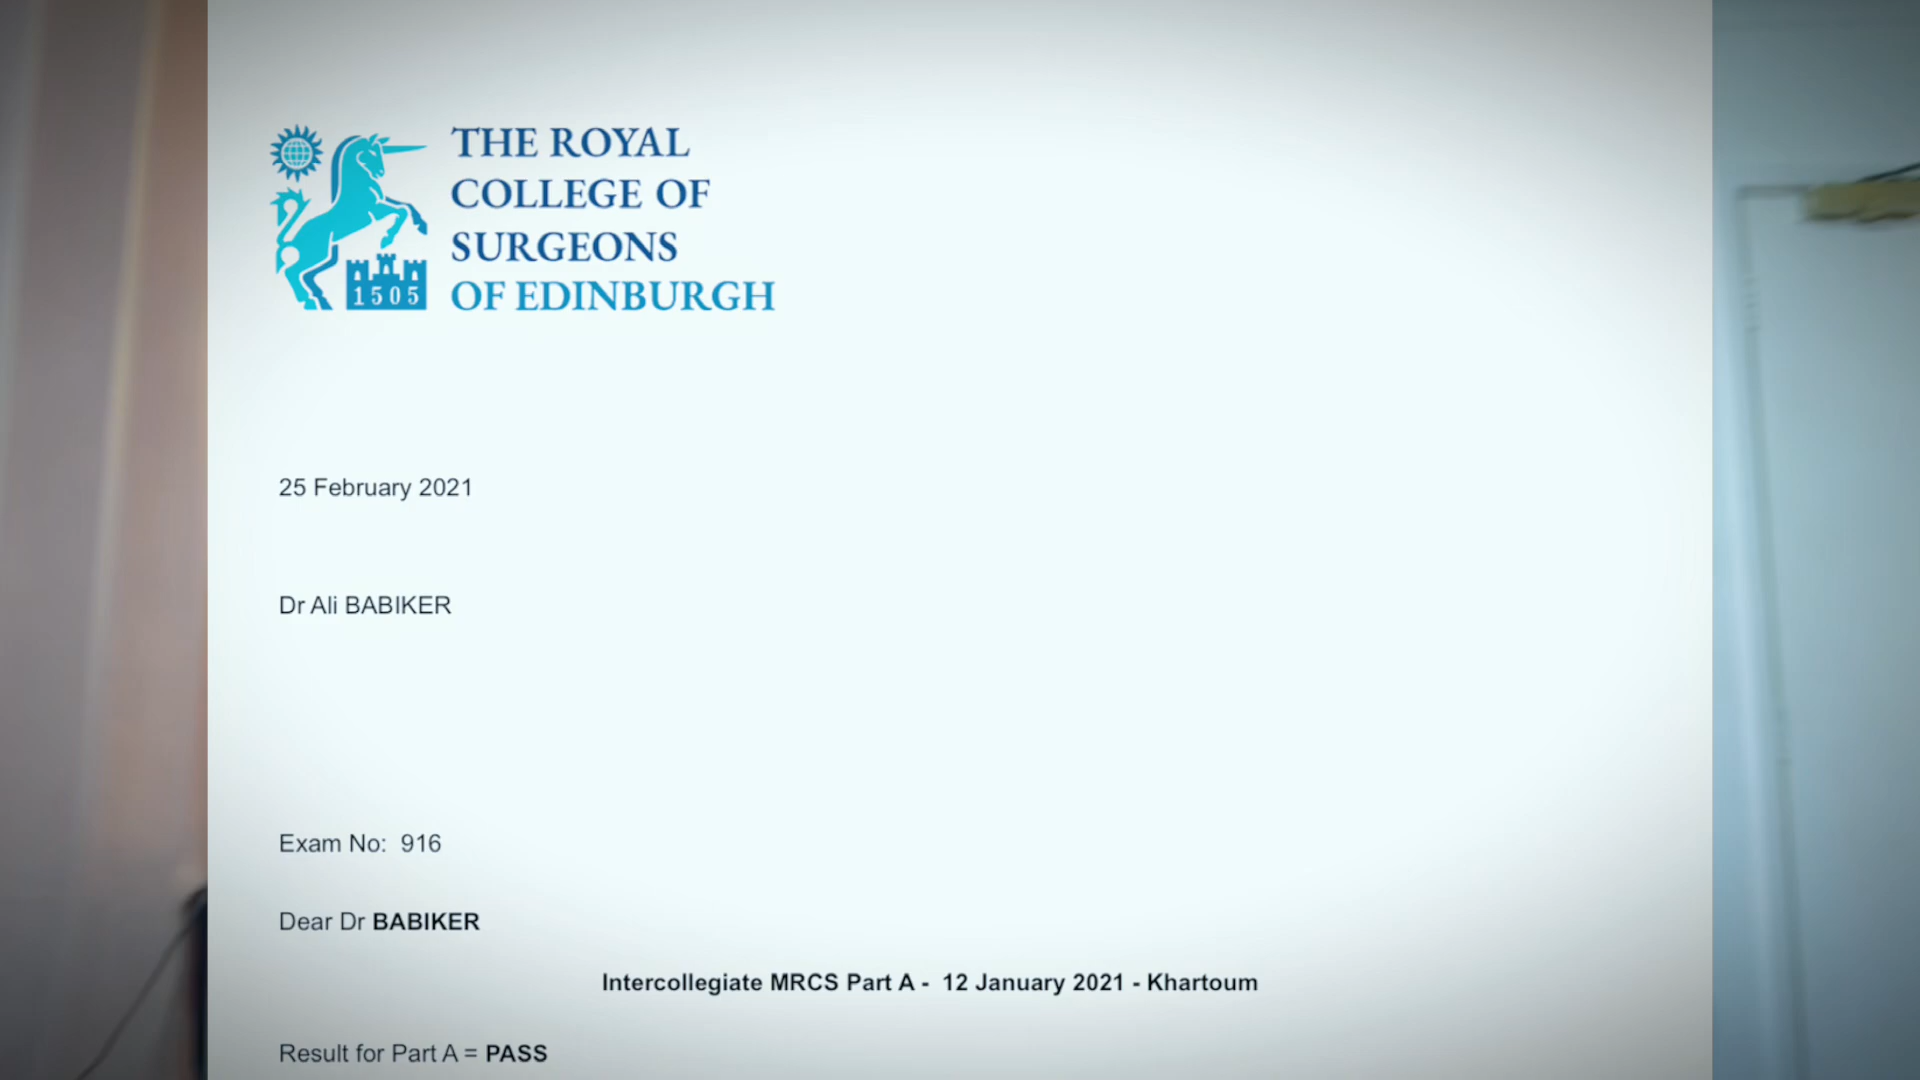 THE ROYAL
COLLEGE OF
SURGEONS
OF EDINBURGH
1505
25 February 2021
Dr Ali BABIKER
Exam No: 916
Dear Dr BABIKER
Intercollegiate MRCS Part A - 12 January 2021 - Khartoum
Result for Part A = PASS